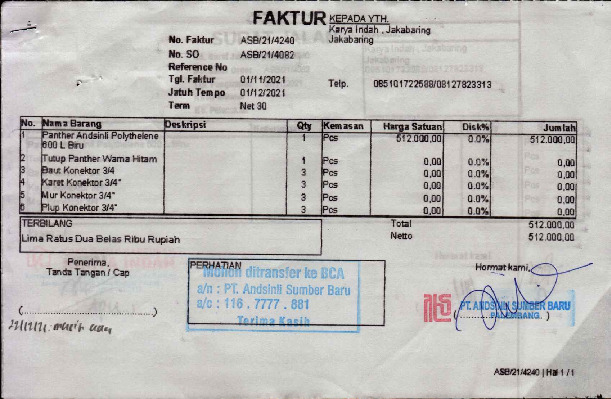 FAKTUR
KEPADA YTH.
Karya Indah , Jakabaring
Jakabaring
No. Faktur ASB/21/4240
No. SO ASB/21/4082
Reference No
Tgl. Faktur 01/11/2021
Telp. 085101722588/08127823313
Jatuh Tempo 01/12/2021
Term Net 30
No. Nama Barang Deskripsi Qty Kemasan Harga Satuan Disk% Jumlah
1 Panther Andsinli Polythelene 1 Pcs 512.000,00 0.0% 512.000,00
600 L Biru
2 Tutup Panther Warna Hitam 1 Pcs 0,00 0.0% 0,00
3 Baut Konektor 3/4 3 Pcs 0,00 0.0% 0,00
4 Karet Konektor 3/4" 3 Pcs 0,00 0.0% 0,00
5 Mur Konektor 3/4" 3 Pcs 0,00 0.0% 0,00
6 Plup Konektor 3/4" 3 Pcs 0,00 0.0% 0,00
TERBILANG
Lima Ratus Dua Belas Ribu Rupiah
Total 512.000,00
Netto 512.000,00
Penerima,
Tanda Tangan / Cap
(..............................)
PERHATIAN
Mohon ditransfer ke BCA
a/n : PT. Andsinli Sumber Baru
a/c : 116 . 7777 . 881
Terima Kasih
Hormat kami,
PT. ANDSINLI SUMBER BARU
PALEMBANG.
ASB/21/4240 | Hal 1 / 1